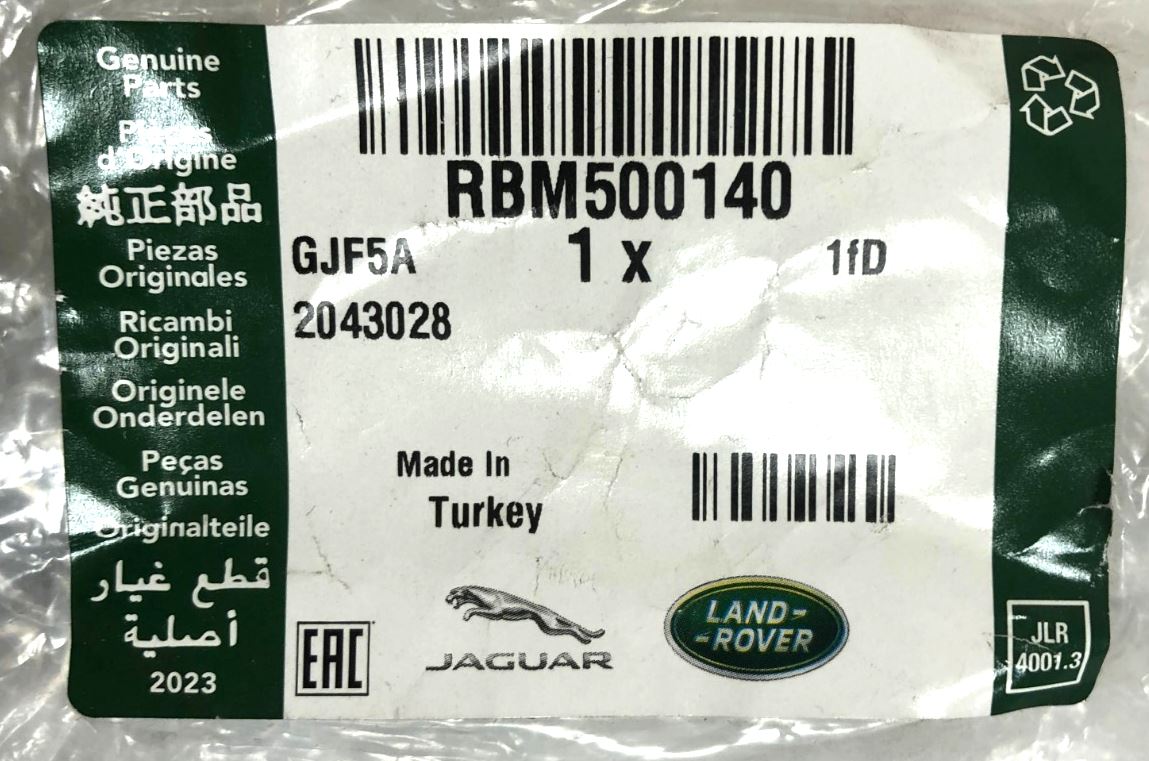 Genuine
Parts
Pièces
d'Origine
純正部品
Piezas
Originales
Ricambi
Originali
Originele
Onderdelen
Peças
Genuinas
Originalteile
قطع غيار
أصلية
2023
RBM500140
GJF5A 1 x 1fD
2043028
Made In
Turkey
EAC
JAGUAR
LAND-
-ROVER
JLR
4001.3